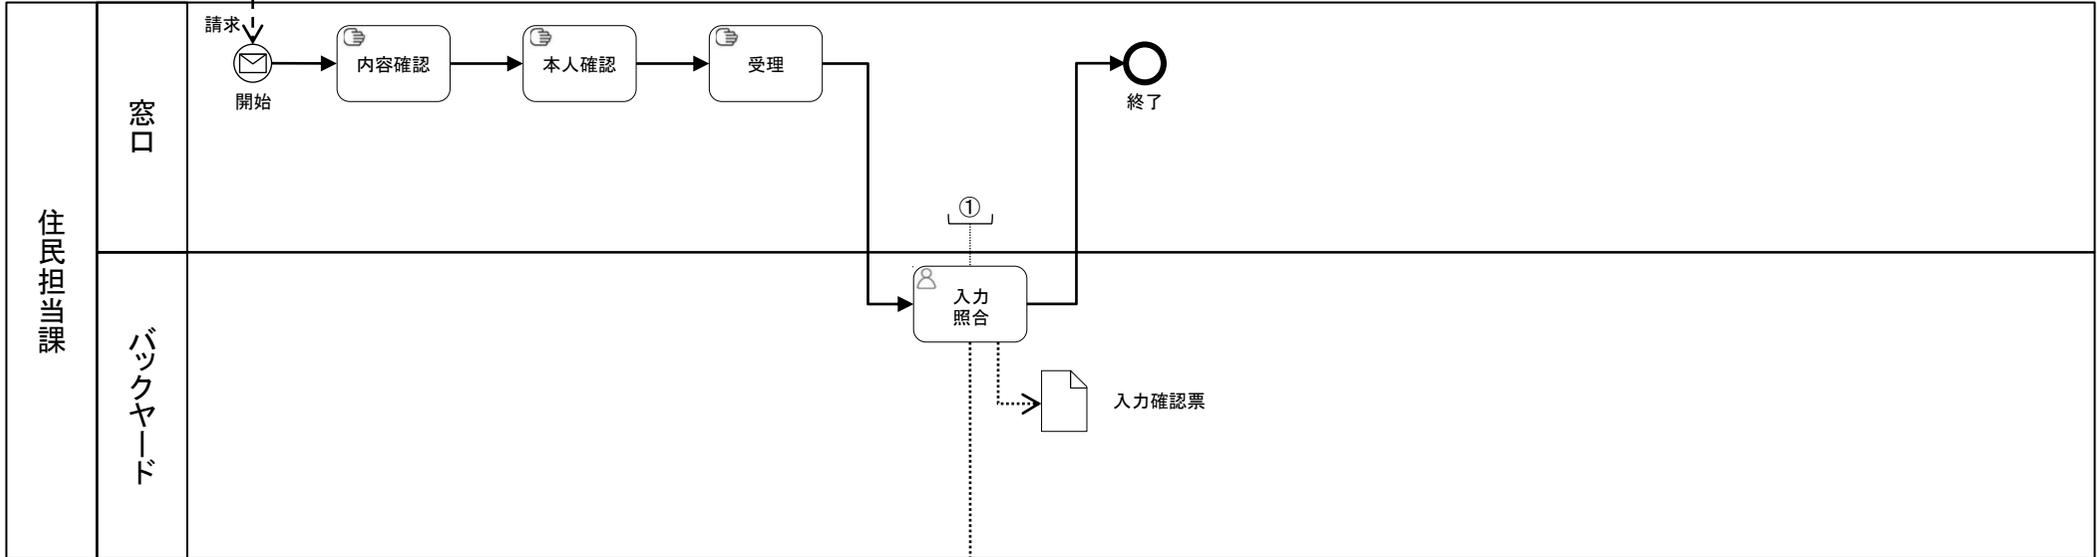 住民担当課
窓口
請求
開始
内容確認
本人確認
受理
終了
①
バックヤード
入力
照合
入力確認票